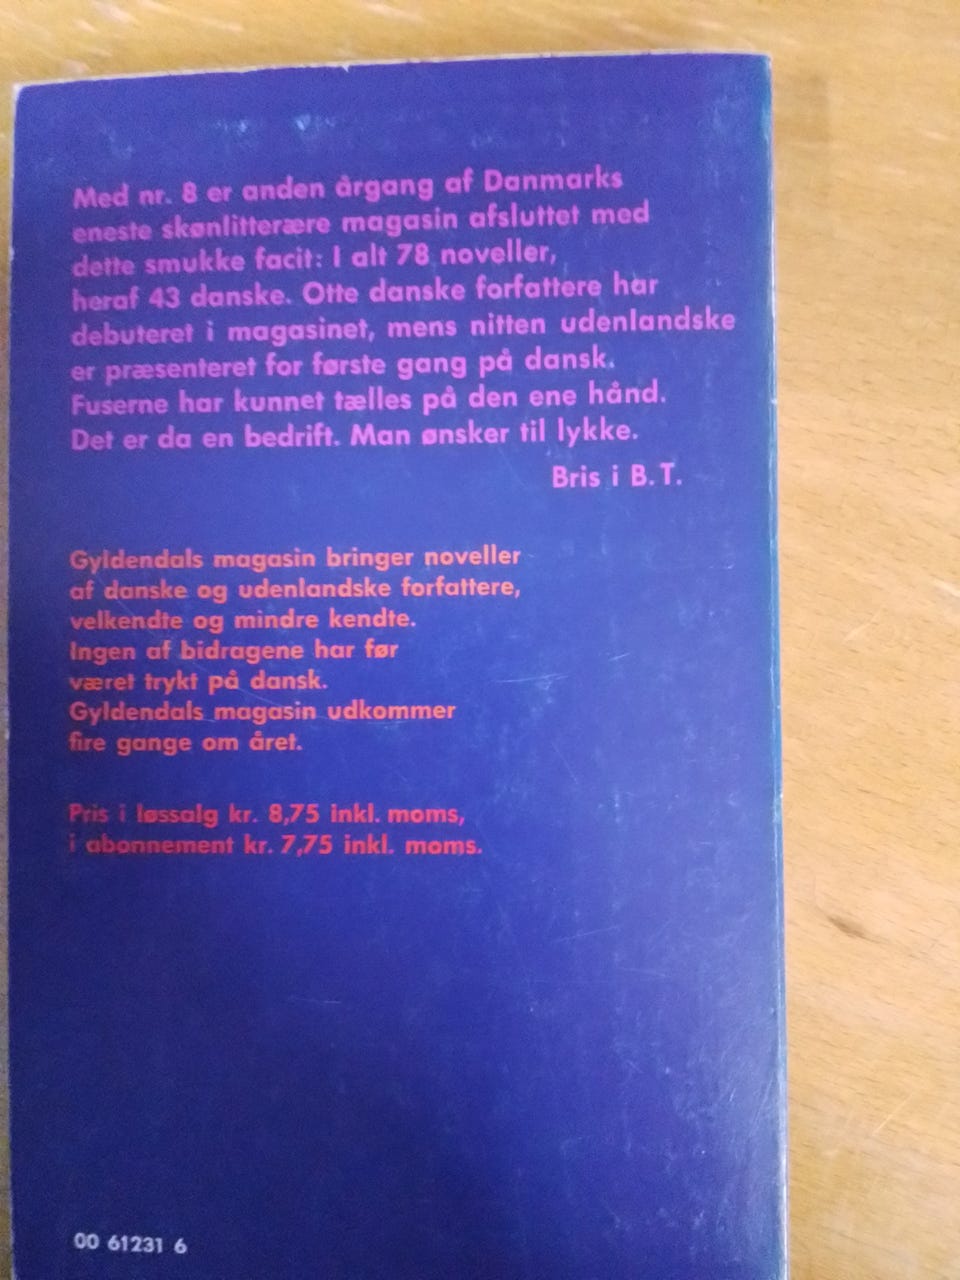 Med nr. 8 er anden årgang af Danmarks
eneste skønlitterære magasin afsluttet med
dette smukke facit: I alt 78 noveller,
heraf 43 danske. Otte danske forfattere har
debuteret i magasinet, mens nitten udenlandske
er præsenteret for første gang på dansk.
Fuserne har kunnet tælles på den ene hånd.
Det er da en bedrift. Man ønsker til lykke.
Bris i B.T.
Gyldendals magasin bringer noveller
af danske og udenlandske forfattere,
velkendte og mindre kendte.
Ingen af bidragene har før
været trykt på dansk.
Gyldendals magasin udkommer
fire gange om året.
Pris i løssalg kr. 8,75 inkl. moms,
i abonnement kr. 7,75 inkl. moms.
00 61231 6